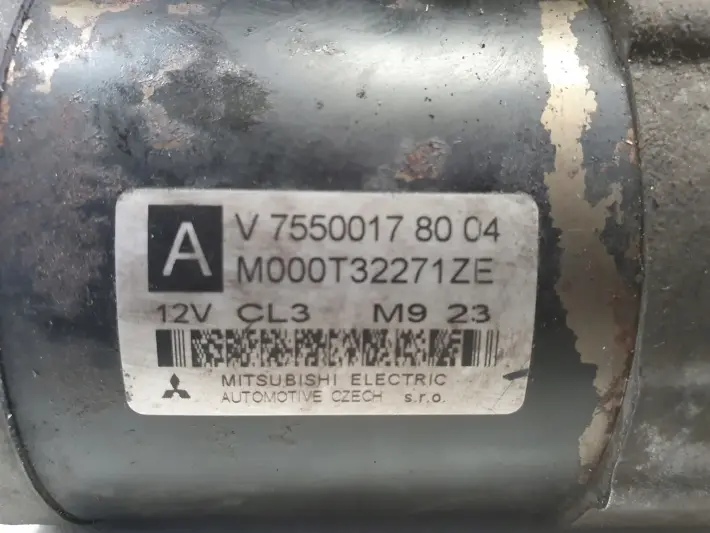 A
V 7550017 80 04
M000T32271ZE
12V CL3 M9 23
MITSUBISHI ELECTRIC
AUTOMOTIVE CZECH s.r.o.